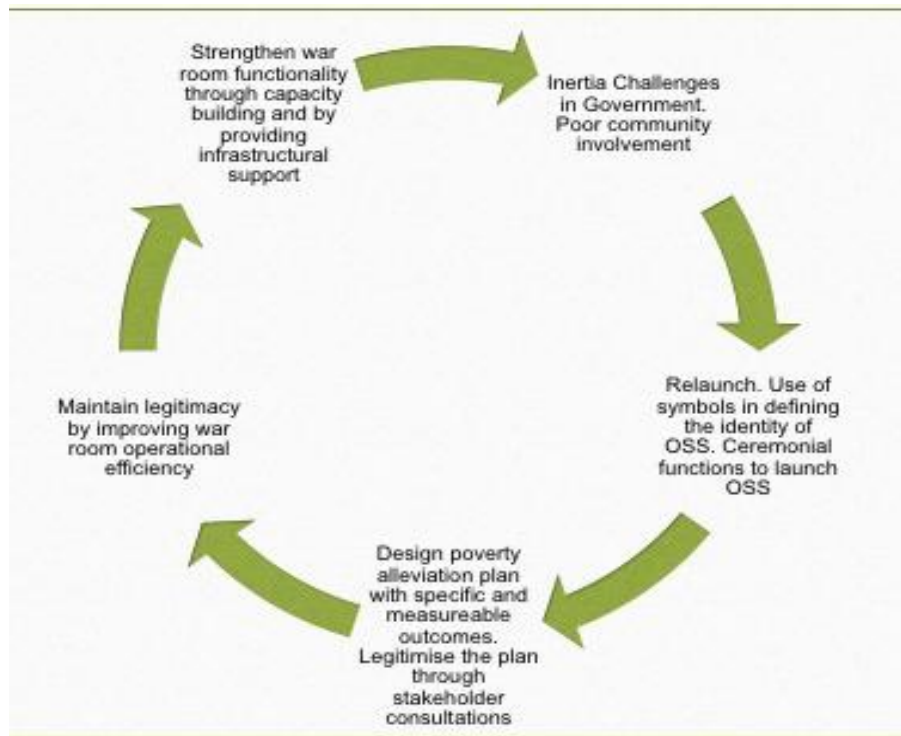 Strengthen war
room functionality
through capacity
building and by
providing
infrastructural
support
Inertia Challenges
in Government.
Poor community
involvement
Relaunch. Use of
symbols in defining
the identity of
OSS. Ceremonial
functions to launch
OSS
Design poverty
alleviation plan
with specific and
measureable
outcomes.
Legitimise the plan
through
stakeholder
consultations
Maintain legitimacy
by improving war
room operational
efficiency